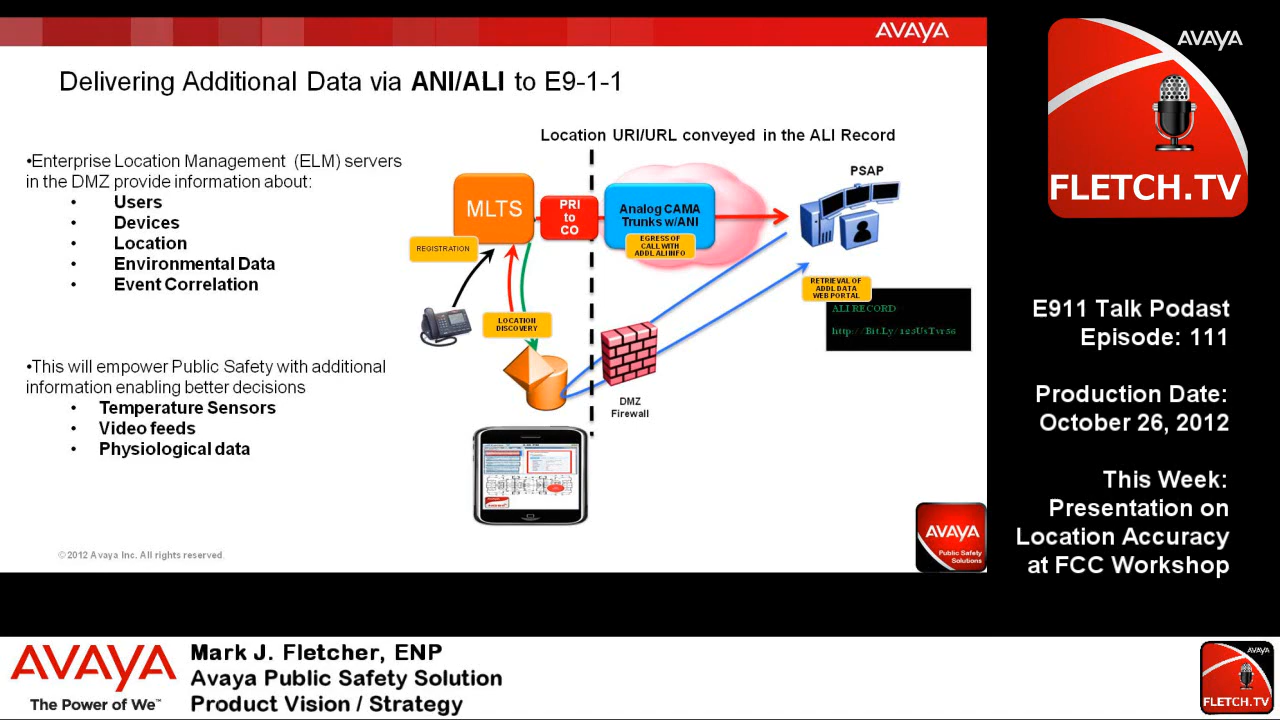 AVAYA
Delivering Additional Data via ANI/ALI to E9-1-1
•Enterprise Location Management (ELM) servers
in the DMZ provide information about:
• Users
• Devices
• Location
• Environmental Data
• Event Correlation
•This will empower Public Safety with additional
information enabling better decisions
• Temperature Sensors
• Video feeds
• Physiological data
Location URI/URL conveyed in the ALI Record
MLTS
PRI
to
CO
Analog CAMA
Trunks w/ANI
EGRESS OF
CALL WITH
ADDL ALI INFO
PSAP
REGISTRATION
LOCATION
DISCOVERY
RETRIEVAL OF
ADDL DATA
WEB PORTAL
ALI RECORD
http://Bit.Ly/123UsTvr56
DMZ
Firewall
AVAYA
Public Safety
Solutions
© 2012 Avaya Inc. All rights reserved.
AVAYA
FLETCH.TV
E911 Talk Podast
Episode: 111
Production Date:
October 26, 2012
This Week:
Presentation on
Location Accuracy
at FCC Workshop
AVAYA
The Power of We™
Mark J. Fletcher, ENP
Avaya Public Safety Solution
Product Vision / Strategy
AVAYA
FLETCH.TV